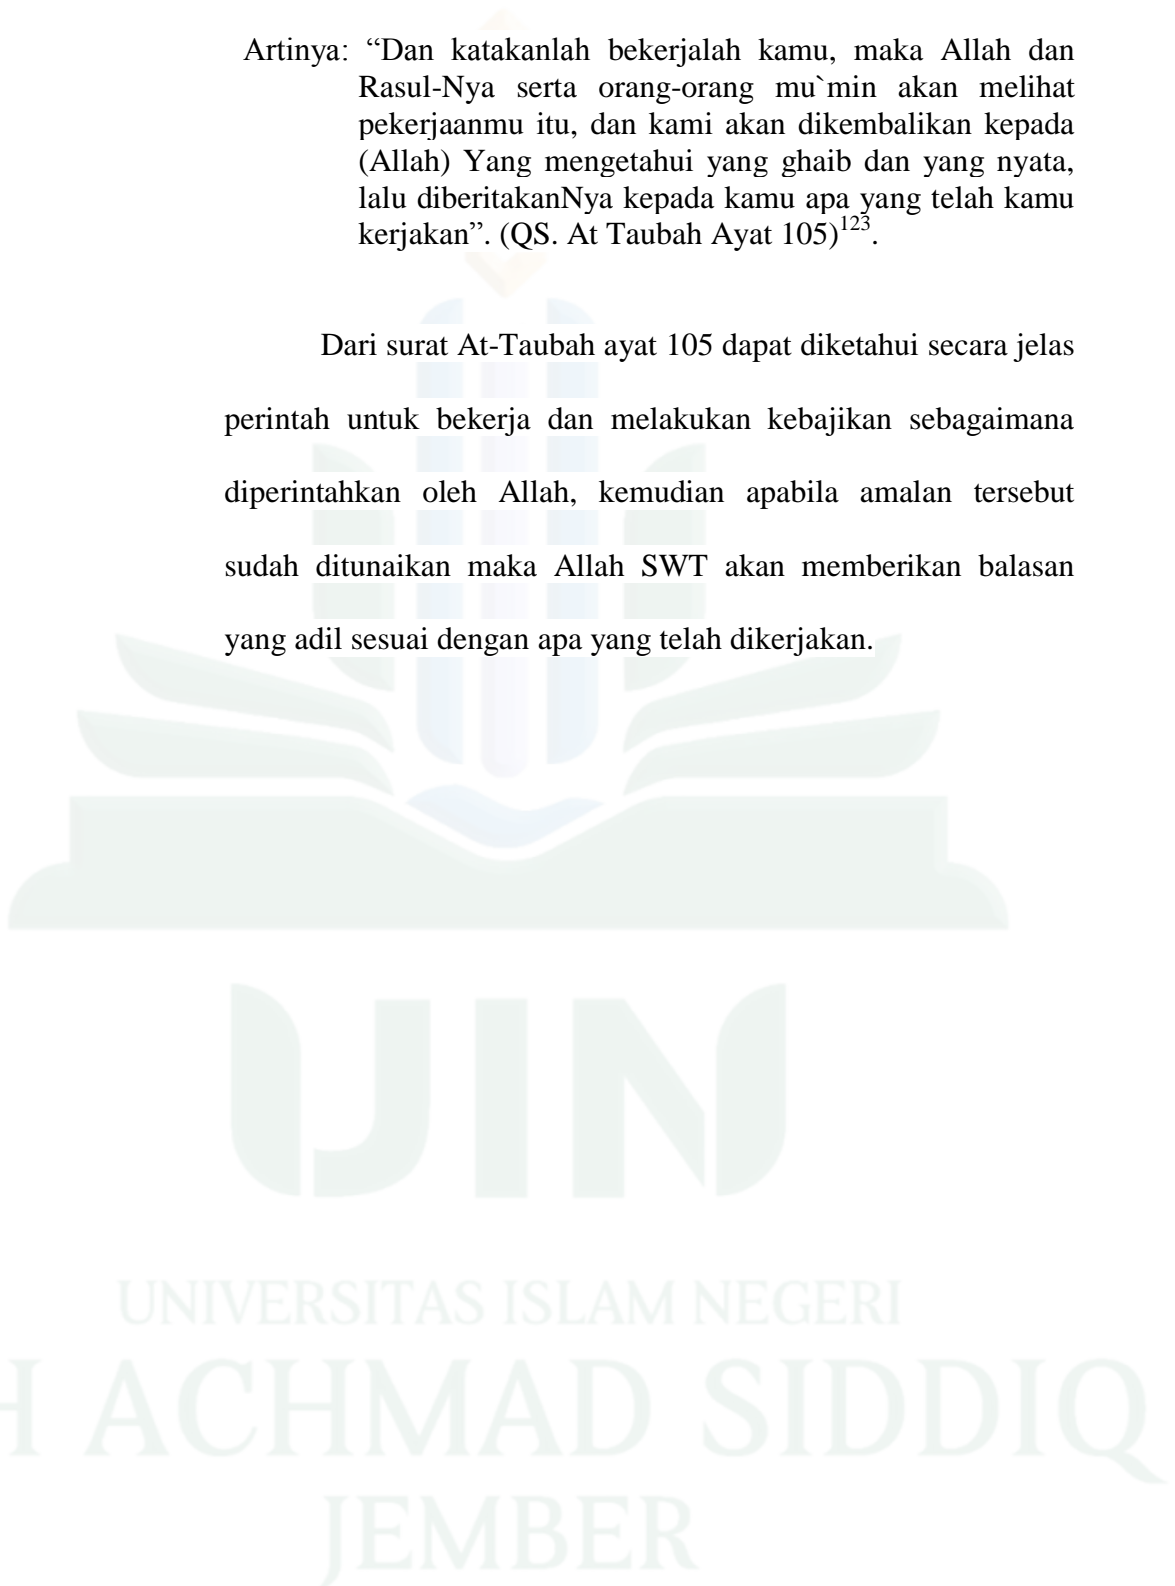 Artinya: “Dan katakanlah bekerjalah kamu, maka Allah dan
Rasul-Nya serta orang-orang mu`min akan melihat
pekerjaanmu itu, dan kami akan dikembalikan kepada
(Allah) Yang mengetahui yang ghaib dan yang nyata,
lalu diberitakanNya kepada kamu apa yang telah kamu
kerjakan”. (QS. At Taubah Ayat 105)123.
Dari surat At-Taubah ayat 105 dapat diketahui secara jelas
perintah untuk bekerja dan melakukan kebajikan sebagaimana
diperintahkan oleh Allah, kemudian apabila amalan tersebut
sudah ditunaikan maka Allah SWT akan memberikan balasan
yang adil sesuai dengan apa yang telah dikerjakan.
UIN
UNIVERSITAS ISLAM NEGERI
H ACHMAD SIDDIQ
JEMBER